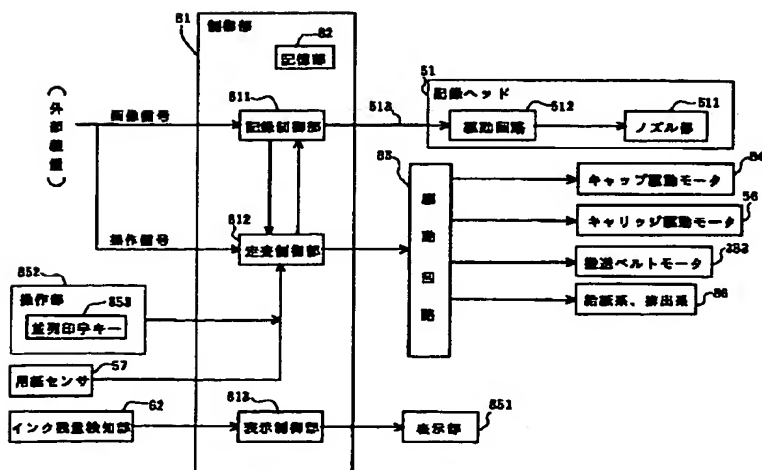 81
制御部
82
記憶部
(外部装置)
画像信号
811
記録制御部
513
51
記録ヘッド
512
駆動回路
511
ノズル部
操作信号
812
走査制御部
83
駆動回路
キャップ駆動モータ
84
キャリッジ駆動モータ
56
搬送ベルトモータ
給紙系、排出系
86
852
操作部
853
並列印字キー
用紙センサ
57
インク残量検知部
62
813
表示制御部
表示部
851